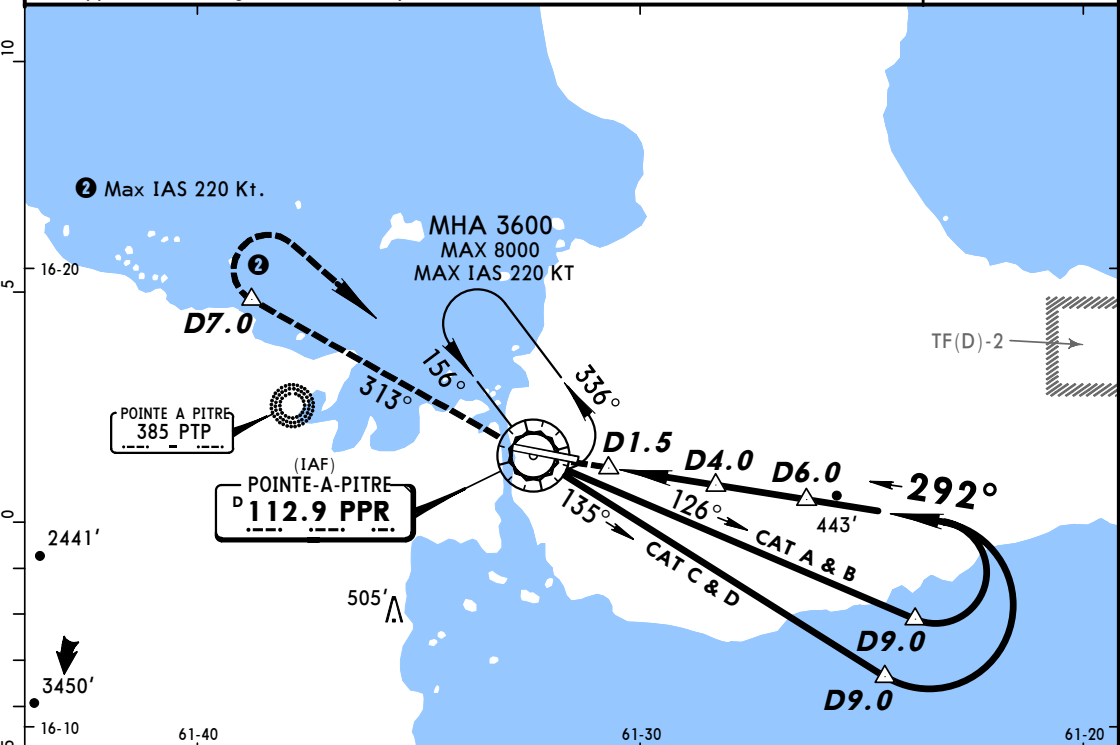 10
❷ Max IAS 220 Kt.
MHA 3600
MAX 8000
MAX IAS 220 KT
❷
16-20
5
D7.0
TF(D)-2
156°
336°
313°
POINTE A PITRE
385 PTP
(IAF)
POINTE-A-PITRE
D 112.9 PPR
D1.5
D4.0
D6.0
292°
443'
126°
CAT A & B
135°
CAT C & D
0
2441'
505'
D9.0
D9.0
3450'
16-10
5
61-40
61-30
61-20